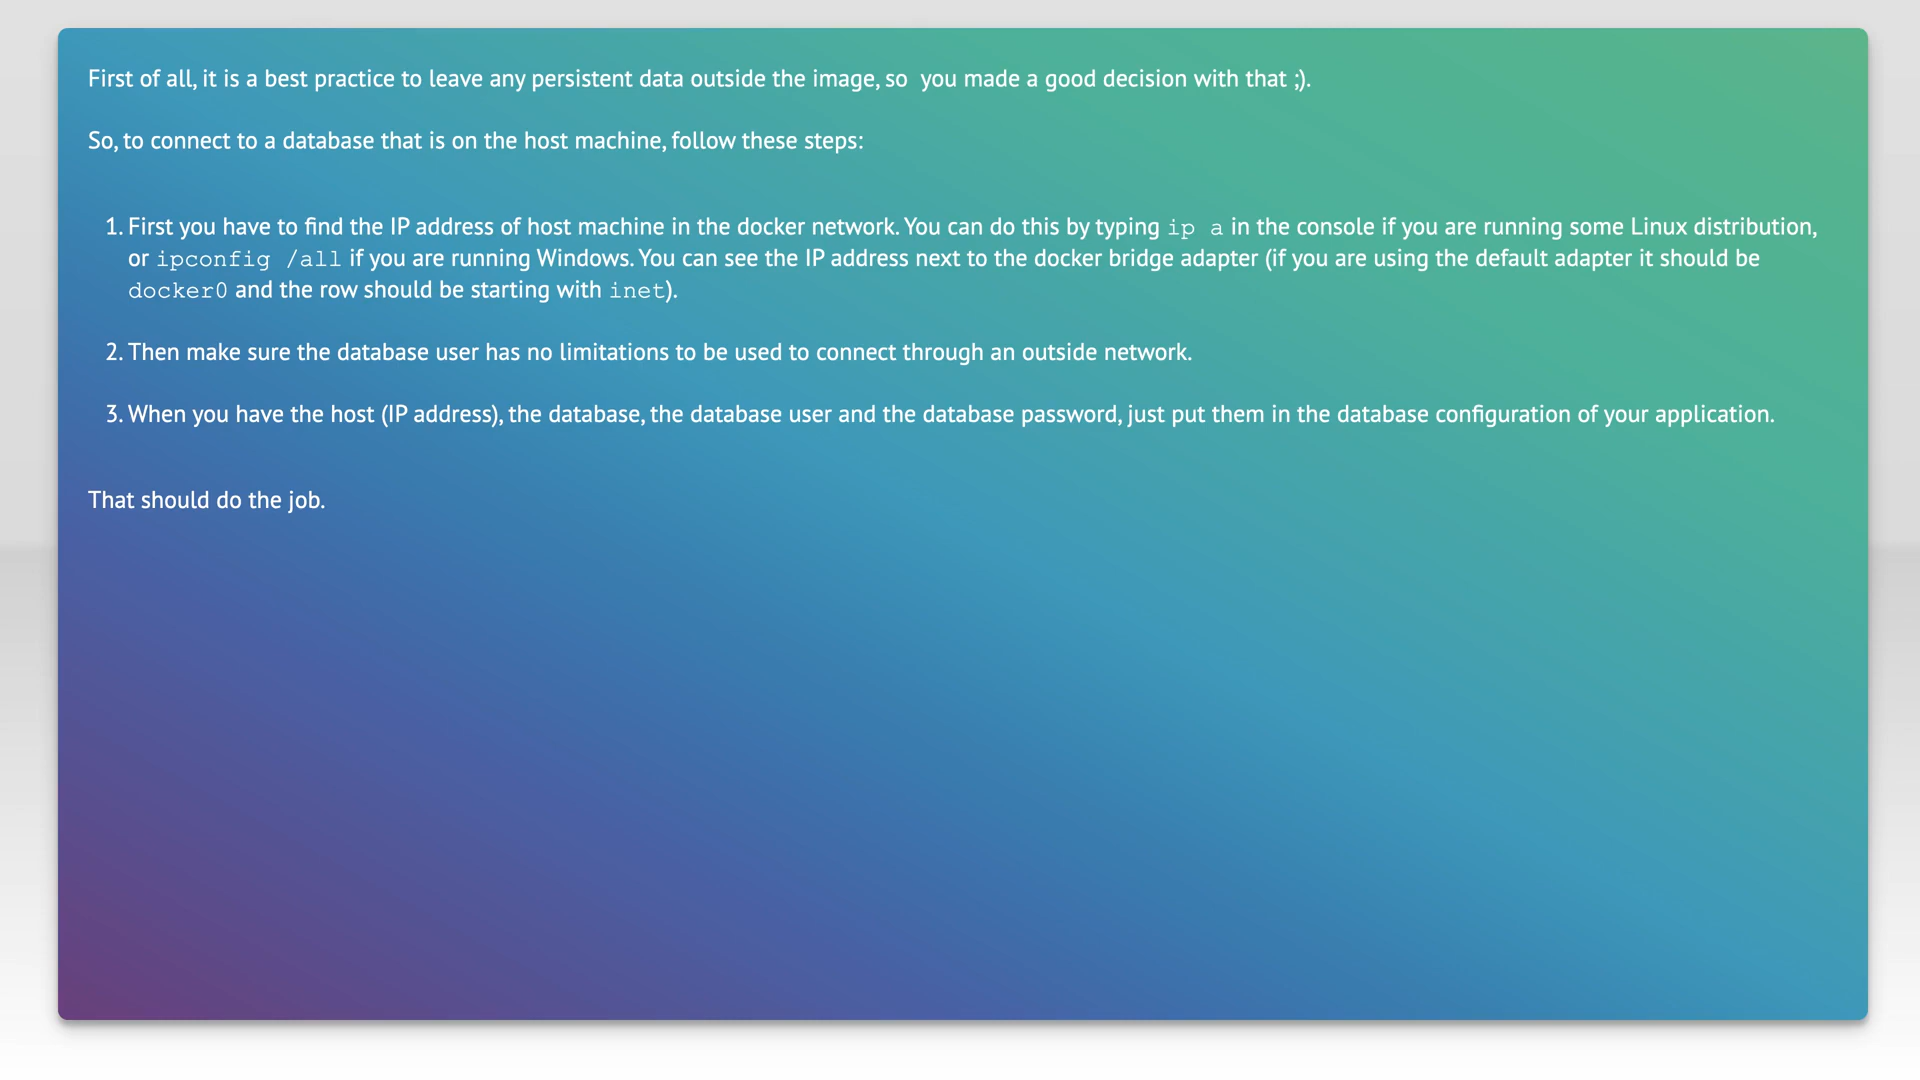 First of all, it is a best practice to leave any persistent data outside the image, so  you made a good decision with that ;).
So, to connect to a database that is on the host machine, follow these steps:
1. First you have to find the IP address of host machine in the docker network. You can do this by typing ip a in the console if you are running some Linux distribution,
or ipconfig /all if you are running Windows. You can see the IP address next to the docker bridge adapter (if you are using the default adapter it should be
docker0 and the row should be starting with inet).
2. Then make sure the database user has no limitations to be used to connect through an outside network.
3. When you have the host (IP address), the database, the database user and the database password, just put them in the database configuration of your application.
That should do the job.